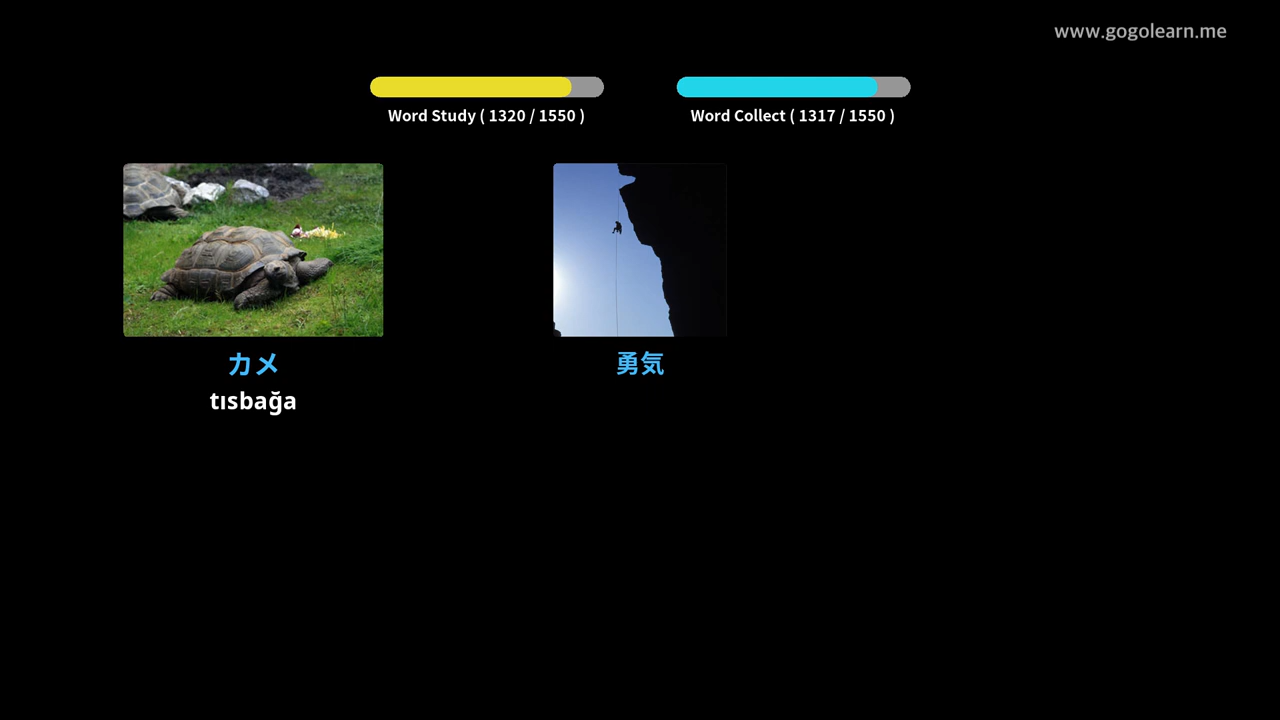 www.gogolearn.me
Word Study ( 1320 / 1550 )
Word Collect ( 1317 / 1550 )
カメ
tısbağa
勇気